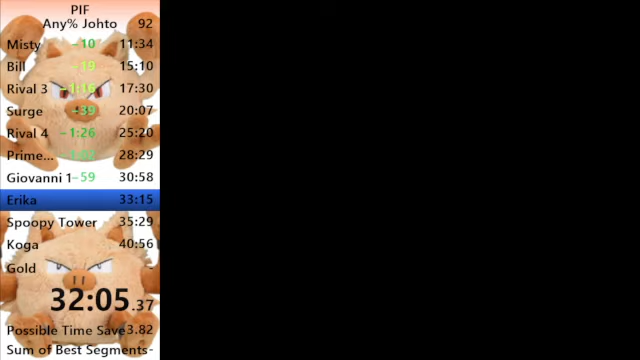 PIF
Any% Johto 92
Misty -10 11:34
Bill -19 15:10
Rival 3 -1:16 17:30
Surge -39 20:07
Rival 4 -1:26 25:20
Prime... -1:02 28:29
Giovanni 1 -59 30:58
Erika 33:15
Spoopy Tower 35:29
Koga 40:56
Gold -
32:05.37
Possible Time Save 3.82
Sum of Best Segments -